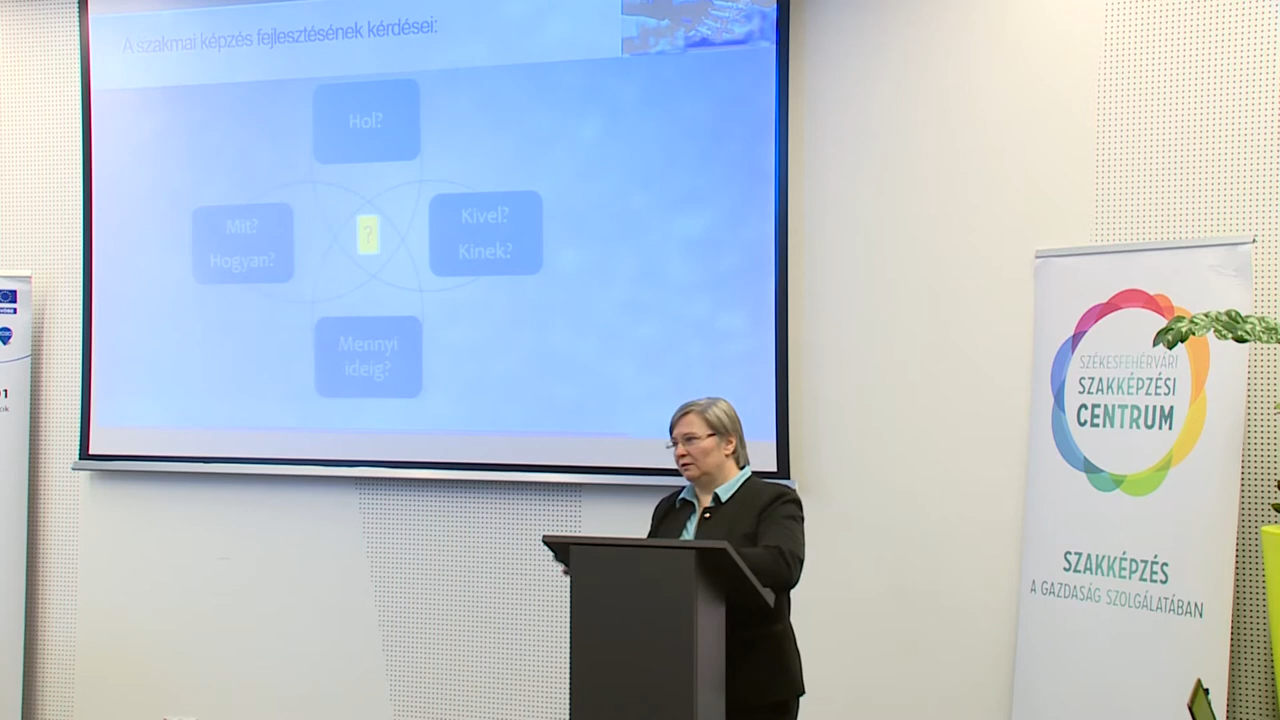 A szakmai képzés fejlesztésének kérdései:
Hol?
Mit?
Hogyan?
?
Kivel?
Kinek?
Mennyi
ideig?
SZÉKESFEHÉRVÁRI
SZAKKÉPZÉSI
CENTRUM
SZAKKÉPZÉS
A GAZDASÁG SZOLGÁLATÁBAN